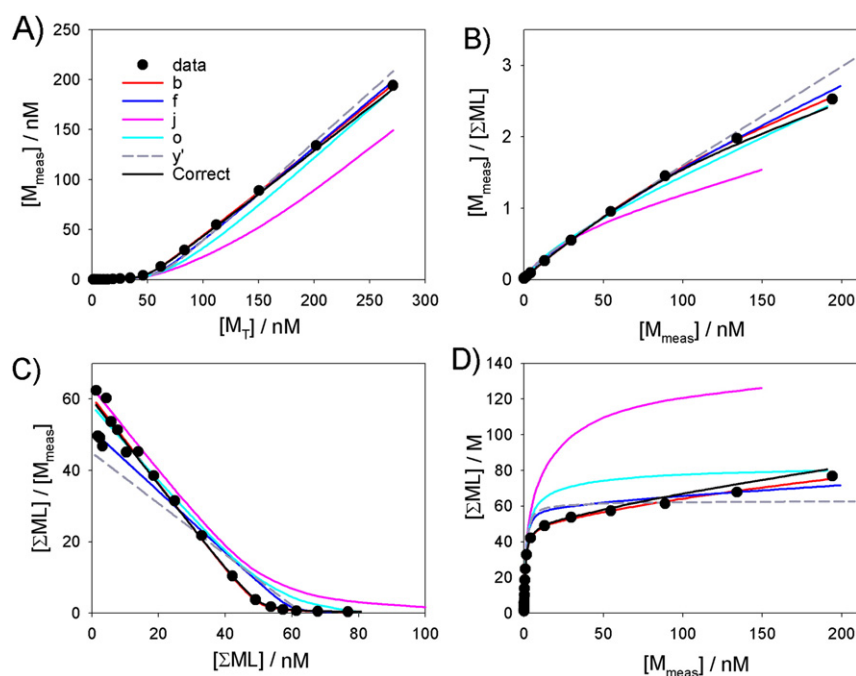 A)
[M_meas] / nM
250
200
150
100
50
0
data
b
f
j
o
y'
Correct
0 50 100 150 200 250 300
[M_T] / nM
B)
[M_meas] / [ΣML]
3
2
1
0
0 50 100 150 200
[M_meas] / nM
C)
[ΣML] / [M_meas]
60
40
20
0
0 20 40 60 80 100
[ΣML] / nM
D)
[ΣML] / M
140
120
100
80
60
40
20
0
0 50 100 150 200
[M_meas] / nM